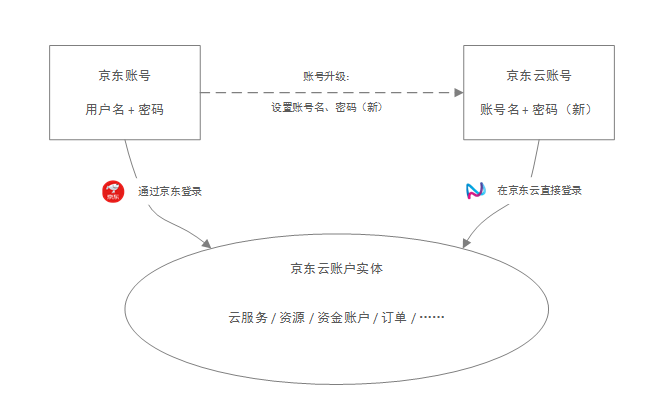 京东账号
用户名 + 密码
账号升级:
设置账号名、密码（新）
京东云账号
账号名+ 密码（新）
京东
通过京东登录
在京东云直接登录
京东云账户实体
云服务 / 资源 / 资金账户 / 订单 / ……